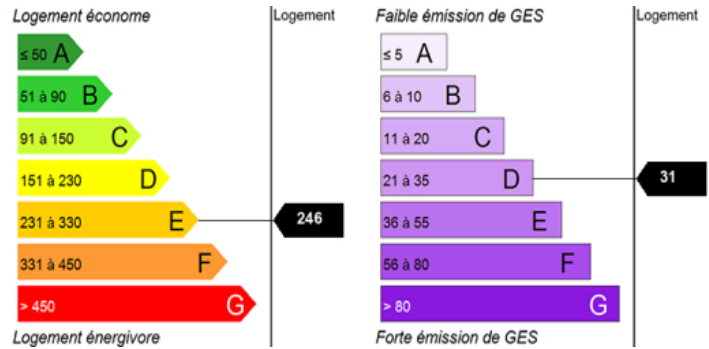 Logement économe
Logement
≤ 50 A
51 à 90 B
91 à 150 C
151 à 230 D
231 à 330 E
246
331 à 450 F
> 450 G
Logement énergivore
Faible émission de GES
Logement
≤ 5 A
6 à 10 B
11 à 20 C
21 à 35 D
31
36 à 55 E
56 à 80 F
> 80 G
Forte émission de GES